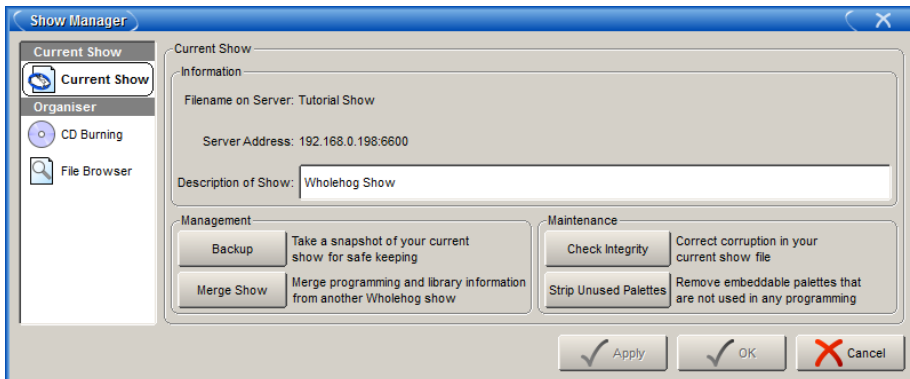 Show Manager
Current Show
Current Show
Organiser
CD Burning
File Browser
Current Show
Information
Filename on Server: Tutorial Show
Server Address: 192.168.0.198:6600
Description of Show: Wholehog Show
Management
Backup
Take a snapshot of your current
show for safe keeping
Merge Show
Merge programming and library information
from another Wholehog show
Maintenance
Check Integrity
Correct corruption in your
current show file
Strip Unused Palettes
Remove embeddable palettes that
are not used in any programming
Apply
OK
Cancel